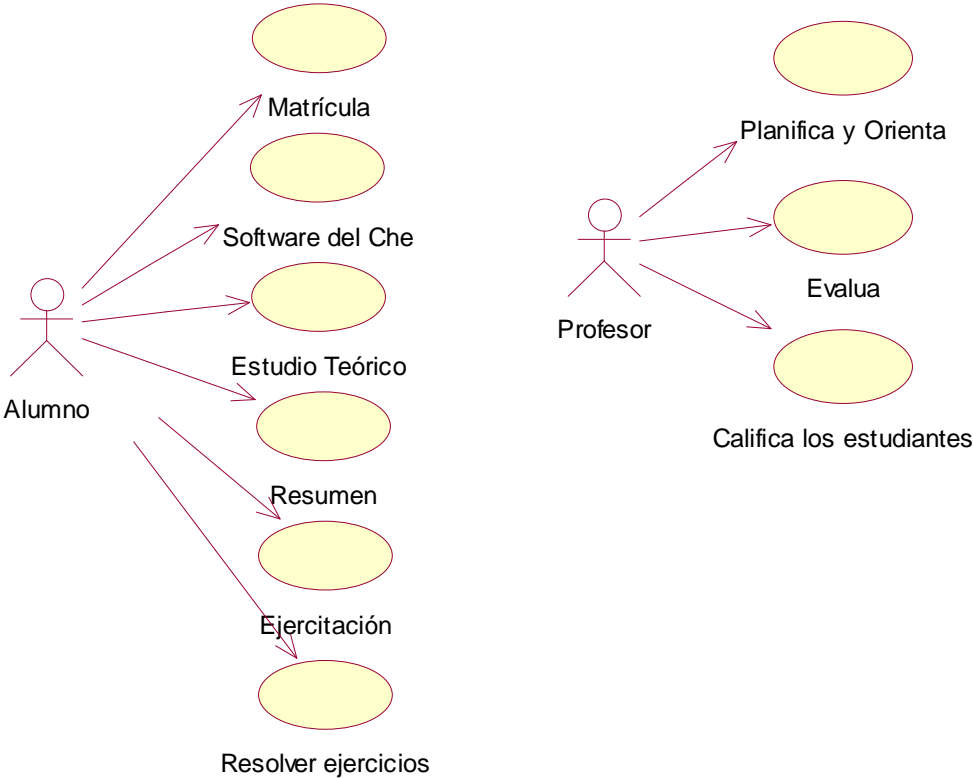 Matrícula
Software del Che
Estudio Teórico
Alumno
Resumen
Ejercitación
Resolver ejercicios
Planifica y Orienta
Evalua
Profesor
Califica los estudiantes